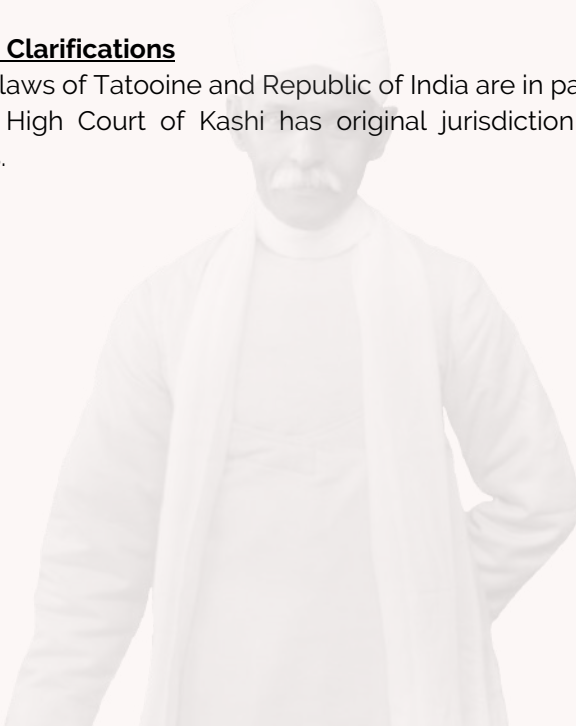 Clarifications
laws of Tatooine and Republic of India are in pa
High Court of Kashi has original jurisdiction
.